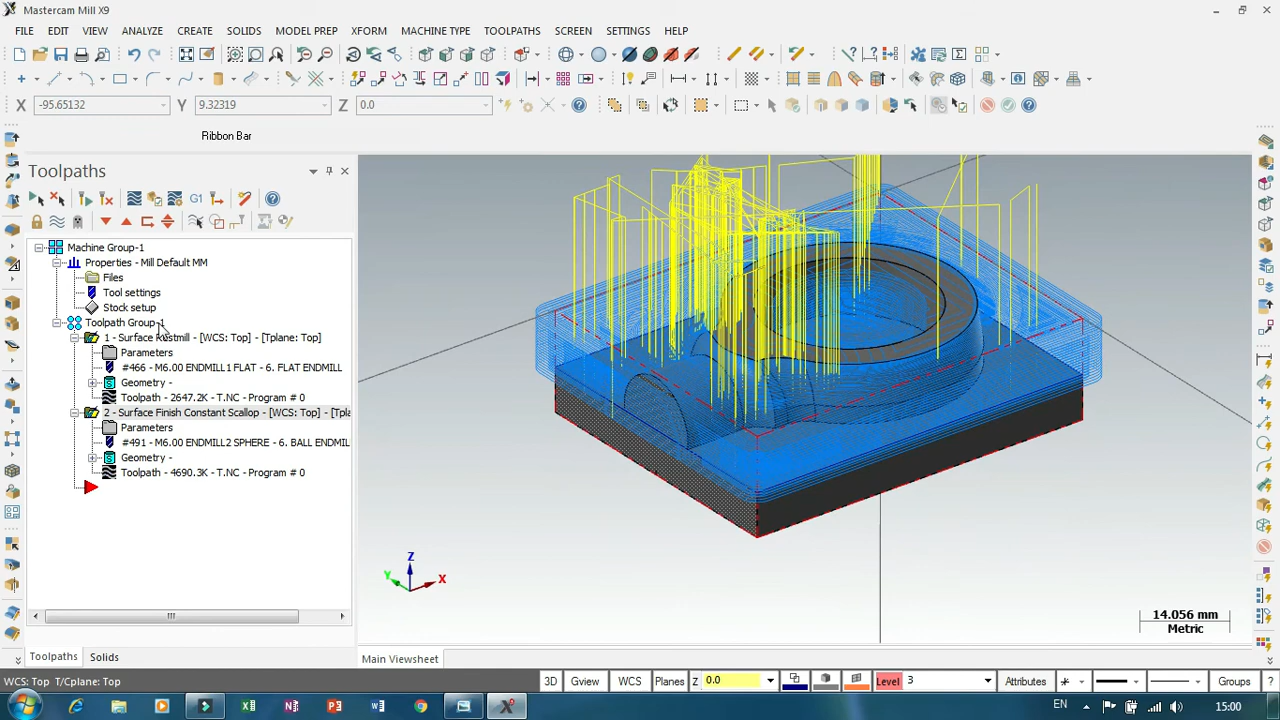 Mastercam Mill X9
FILE EDIT VIEW ANALYZE CREATE SOLIDS MODEL PREP XFORM MACHINE TYPE TOOLPATHS SCREEN SETTINGS HELP
X -95.65132 Y 9.32319 Z 0.0
Ribbon Bar
Toolpaths
G1
Machine Group-1
Properties - Mill Default MM
Files
Tool settings
Stock setup
Toolpath Group-1
1 - Surface Restmill - [WCS: Top] - [Tplane: Top]
Parameters
#466 - M6.00 ENDMILL1 FLAT - 6. FLAT ENDMILL
Geometry -
Toolpath - 2647.2K - T.NC - Program # 0
2 - Surface Finish Constant Scallop - [WCS: Top] - [Tpla
Parameters
#491 - M6.00 ENDMILL2 SPHERE - 6. BALL ENDMIL
Geometry -
Toolpath - 4690.3K - T.NC - Program # 0
Z
Y X
14.056 mm
Metric
Toolpaths Solids
Main Viewsheet
WCS: Top T/Cplane: Top
3D Gview WCS Planes Z 0.0 Level 3 Attributes Groups
EN 15:00